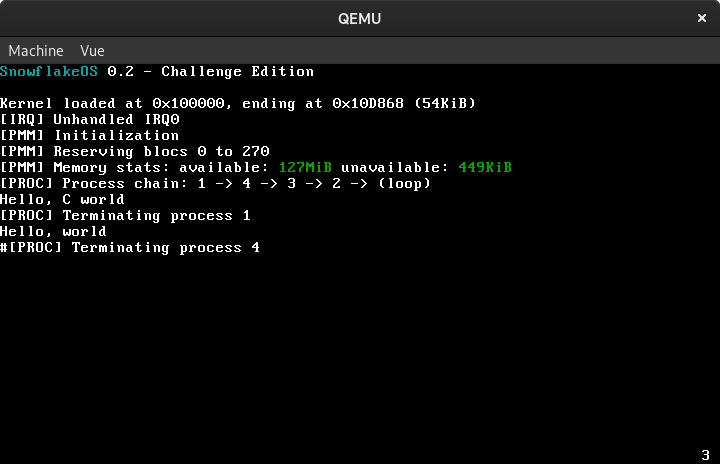 QEMU
×
Machine Vue
SnowflakeOS 0.2 - Challenge Edition
Kernel loaded at 0x100000, ending at 0x10D868 (54KiB)
[IRQ] Unhandled IRQ0
[PMM] Initialization
[PMM] Reserving blocs 0 to 270
[PMM] Memory stats: available: 127MiB unavailable: 449KiB
[PROC] Process chain: 1 -> 4 -> 3 -> 2 -> (loop)
Hello, C world
[PROC] Terminating process 1
Hello, world
#[PROC] Terminating process 4
3